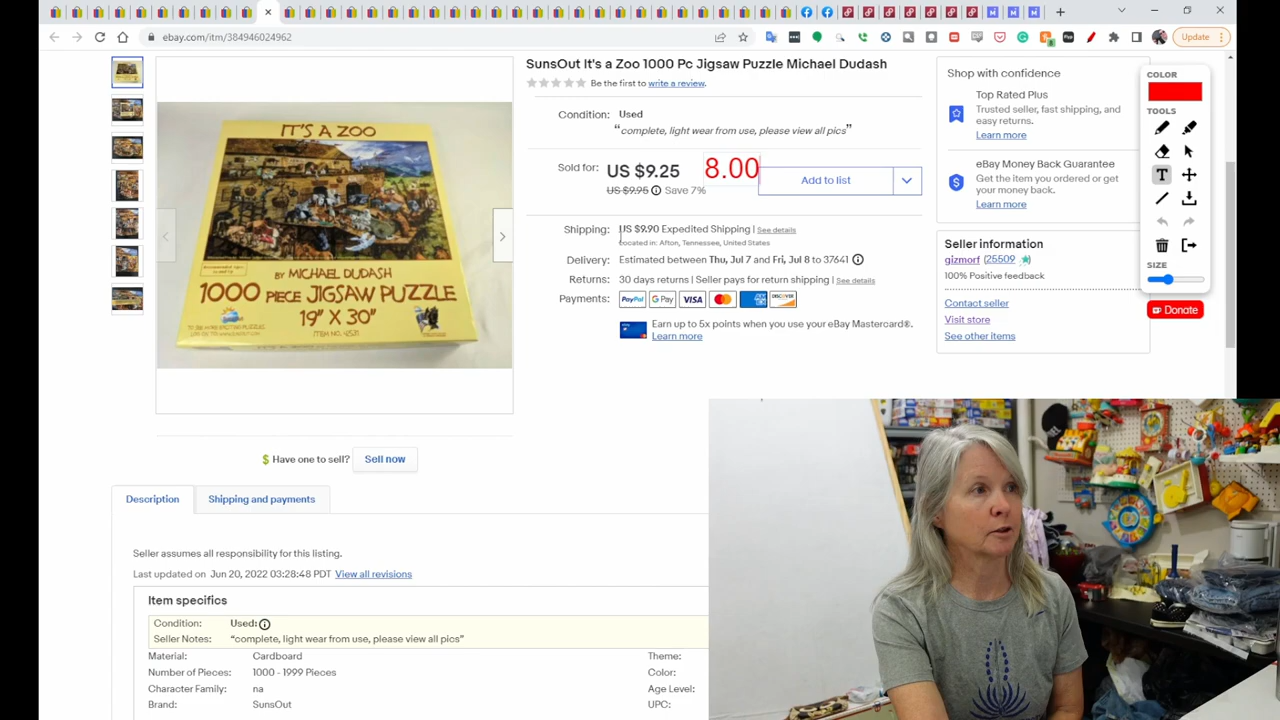 Update
ebay.com/itm/384946024962
SunsOut It's a Zoo 1000 Pc Jigsaw Puzzle Michael Dudash
Be the first to write a review.
Condition: Used
“complete, light wear from use, please view all pics”
Sold for: US $9.25
8.00
US $9.95 Save 7%
Add to list
Shipping: US $9.90 Expedited Shipping | See details
Located in: Afton, Tennessee, United States
Delivery: Estimated between Thu, Jul 7 and Fri, Jul 8 to 37641
Returns: 30 days returns | Seller pays for return shipping | See details
Payments: PayPal G Pay VISA DISCOVER
Earn up to 5x points when you use your eBay Mastercard®.
Learn more
Shop with confidence
Top Rated Plus
Trusted seller, fast shipping, and
easy returns.
Learn more
eBay Money Back Guarantee
Get the item you ordered or get
your money back.
Learn more
Seller information
gizmorf (25509
100% Positive feedback
Contact seller
Visit store
See other items
COLOR
TOOLS
T
SIZE
Donate
IT'S A ZOO
BY MICHAEL DUDASH
1000 PIECE JIGSAW PUZZLE
19" X 30"
Have one to sell? Sell now
Description
Shipping and payments
Seller assumes all responsibility for this listing.
Last updated on Jun 20, 2022 03:28:48 PDT View all revisions
Item specifics
Condition: Used:
Seller Notes: “complete, light wear from use, please view all pics”
Material: Cardboard
Theme:
Number of Pieces: 1000 - 1999 Pieces
Color:
Character Family: na
Age Level:
Brand: SunsOut
UPC: